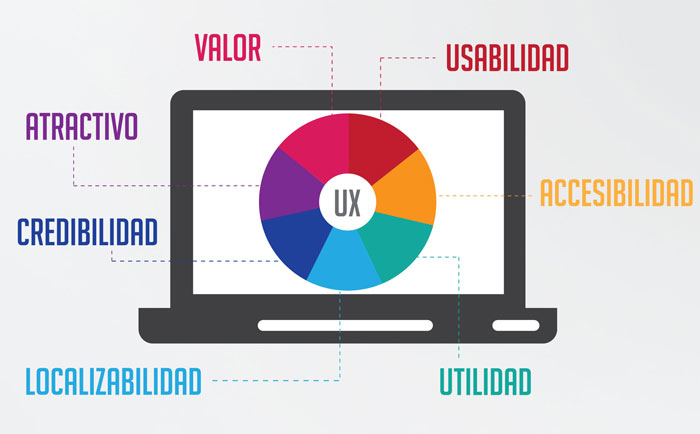 VALOR
USABILIDAD
ATRACTIVO
ACCESIBILIDAD
UX
CREDIBILIDAD
LOCALIZABILIDAD
UTILIDAD